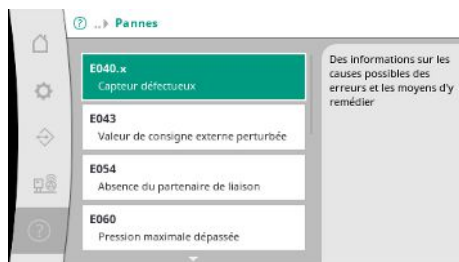 ? ..▸ Pannes
E040.x
Capteur défectueux
E043
Valeur de consigne externe perturbée
E054
Absence du partenaire de liaison
E060
Pression maximale dépassée
Des informations sur les
causes possibles des
erreurs et les moyens d'y
remédier
?